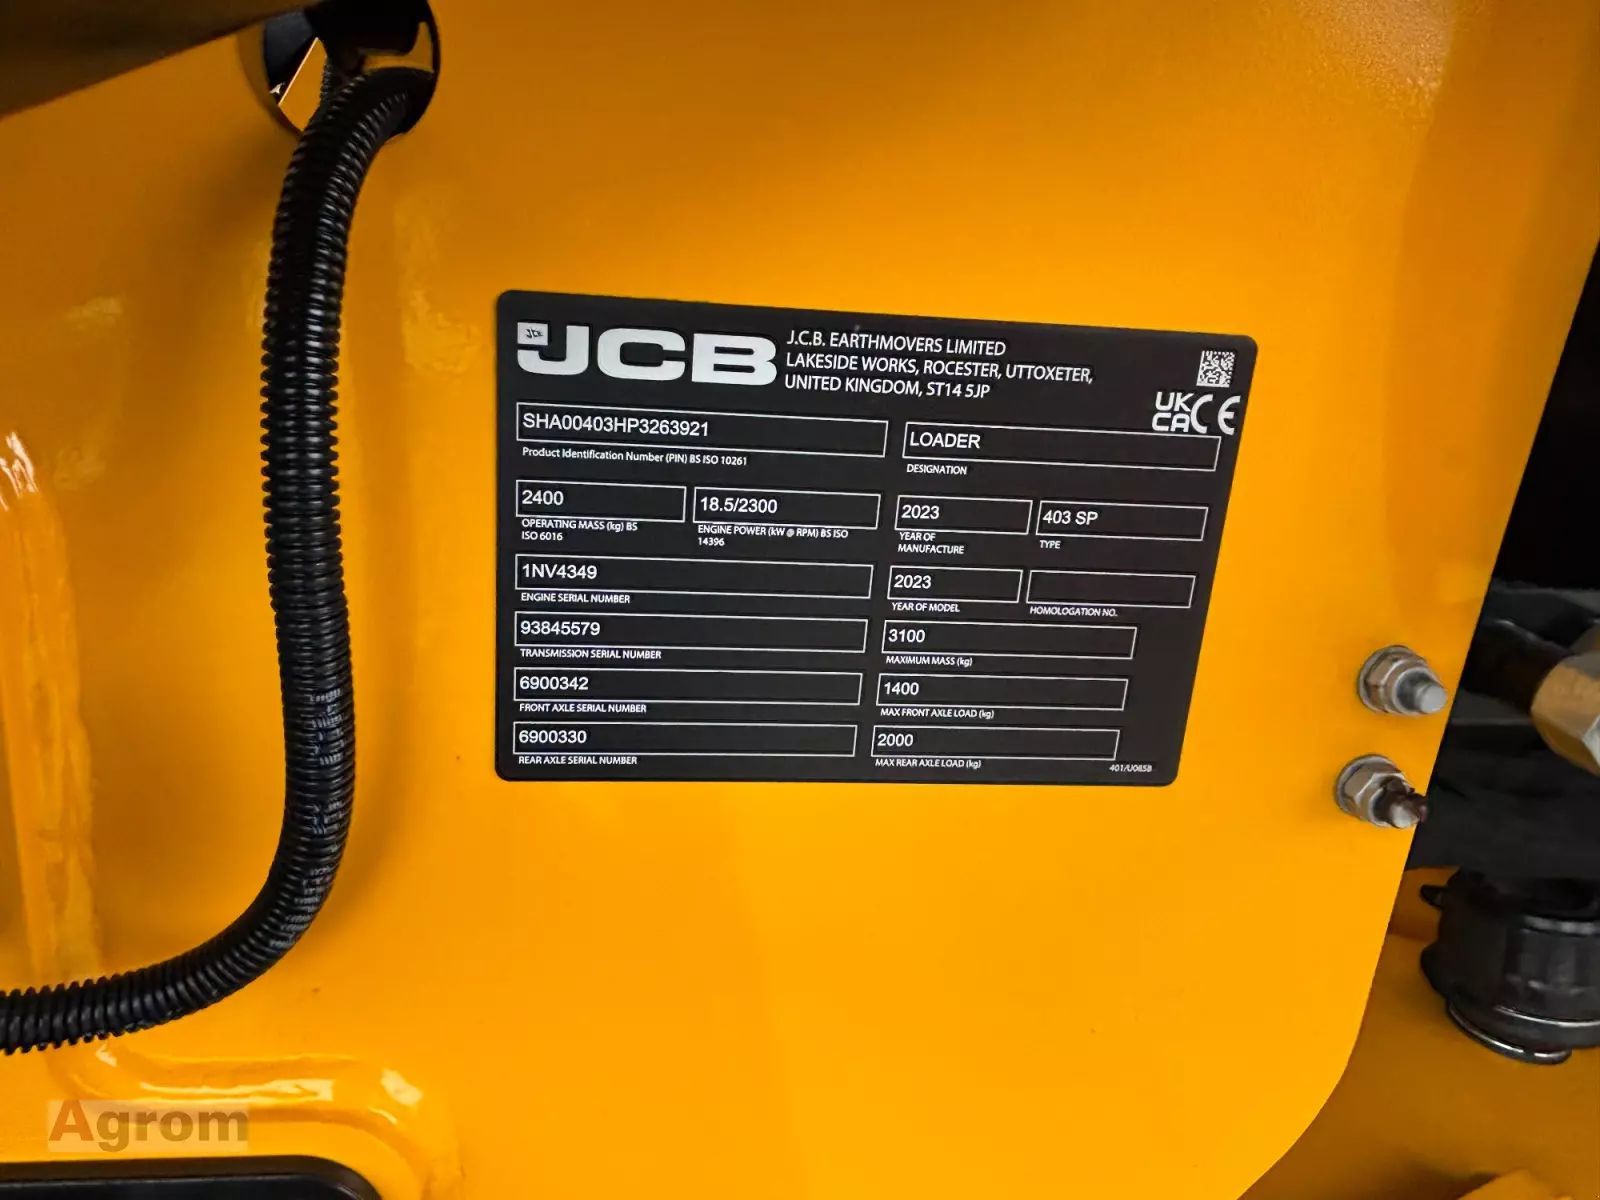 JCB
J.C.B. EARTHMOVERS LIMITED
LAKESIDE WORKS, ROCESTER, UTTOXETER,
UNITED KINGDOM, ST14 5JP
UK
CA CE
SHA00403HP3263921
Product Identification Number (PIN) BS ISO 10261
LOADER
DESIGNATION
2400
OPERATING MASS (kg) BS
ISO 6016
18.5/2300
ENGINE POWER (kW @ RPM) BS ISO
14396
2023
YEAR OF
MANUFACTURE
403 SP
TYPE
1NV4349
ENGINE SERIAL NUMBER
2023
YEAR OF MODEL
HOMOLOGATION NO.
93845579
TRANSMISSION SERIAL NUMBER
3100
MAXIMUM MASS (kg)
6900342
FRONT AXLE SERIAL NUMBER
1400
MAX FRONT AXLE LOAD (kg)
6900330
REAR AXLE SERIAL NUMBER
2000
MAX REAR AXLE LOAD (kg)
401/U0858
Agrom